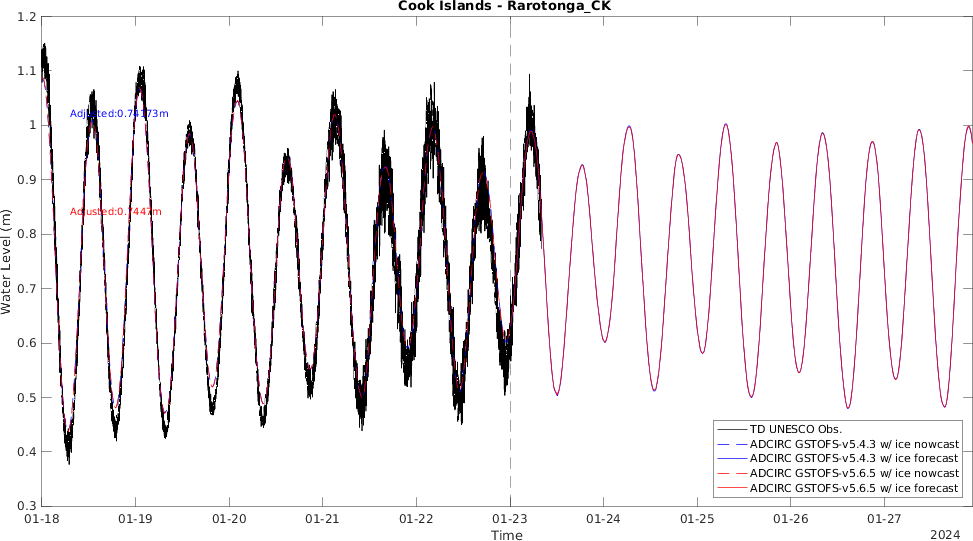 Cook Islands - Rarotonga_CK
1.2
1.1
1
0.9
0.8
0.7
0.6
0.5
0.4
0.3
Water Level (m)
Adjusted:0.74173m
Adjusted:0.7447m
TD UNESCO Obs.
ADCIRC GSTOFS-v5.4.3 w/ ice nowcast
ADCIRC GSTOFS-v5.4.3 w/ ice forecast
ADCIRC GSTOFS-v5.6.5 w/ ice nowcast
ADCIRC GSTOFS-v5.6.5 w/ ice forecast
01-18 01-19 01-20 01-21 01-22 01-23 01-24 01-25 01-26 01-27
Time
2024